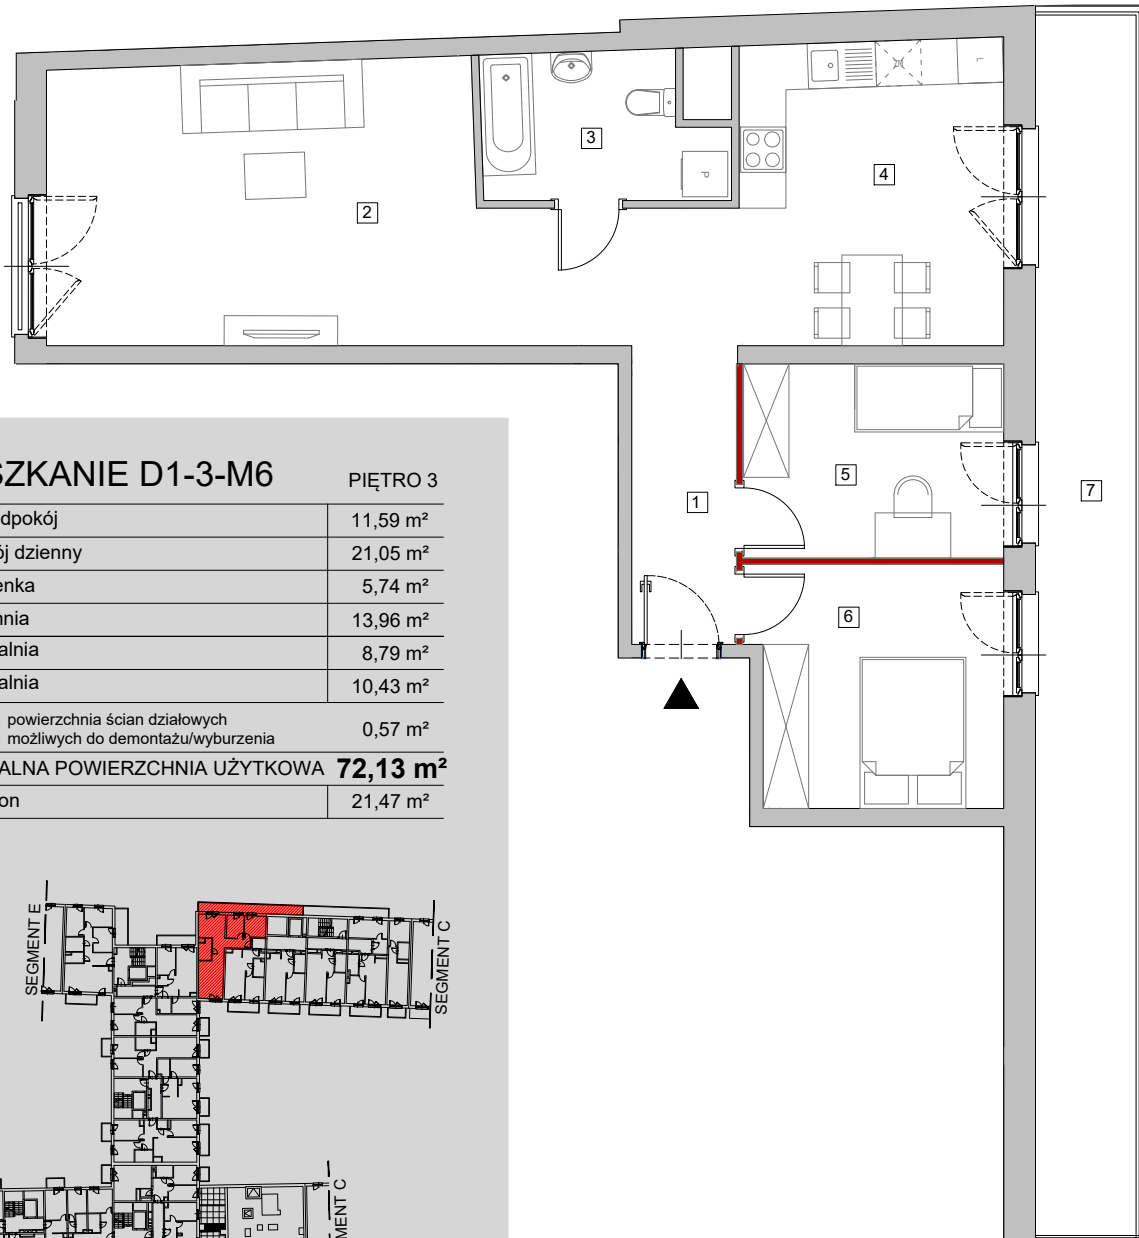 3
2
4
L
P
5
1
7
6
SZKANIE D1-3-M6 PIĘTRO 3
dpokój 11,59 m²
j dzienny 21,05 m²
enka 5,74 m²
nia 13,96 m²
alnia 8,79 m²
alnia 10,43 m²
powierzchnia ścian działowych
możliwych do demontażu/wyburzenia 0,57 m²
ALNA POWIERZCHNIA UŻYTKOWA 72,13 m²
on 21,47 m²
SEGMENT E
SEGMENT C
MENT C